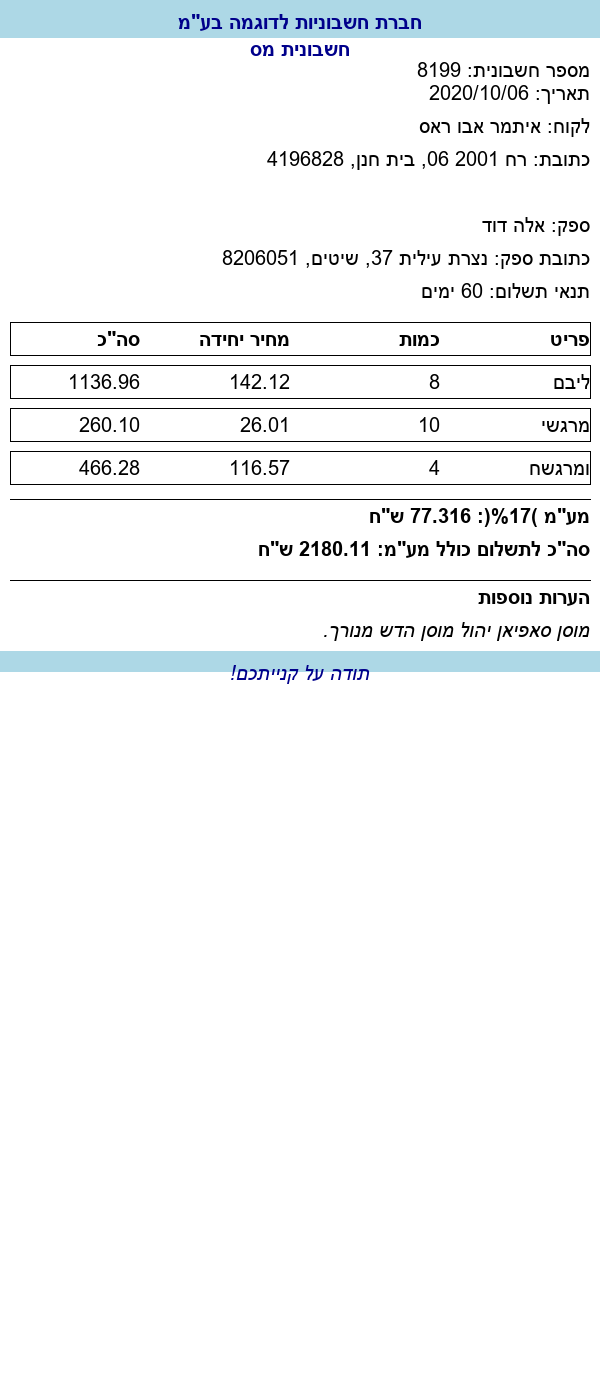 חברת חשבוניות לדוגמה בע"מ
חשבונית מס
מספר חשבונית: 8199
תאריך: 2020/10/06
לקוח: איתמר אבו ראס
כתובת: רח 2001 06, בית חנן, 4196828
ספק: אלה דוד
כתובת ספק: נצרת עילית 37, שיטים, 8206051
תנאי תשלום: 60 ימים
פריט כמות מחיר יחידה סה"כ
ליבם 8 142.12 1136.96
מרגשי 10 26.01 260.10
ומרגשח 4 116.57 466.28
מע"מ )17%(: 77.316 ש"ח
סה"כ לתשלום כולל מע"מ: 2180.11 ש"ח
הערות נוספות
מוסן סאפיאן יהול מוסן הדש מנורך.
תודה על קנייתכם!